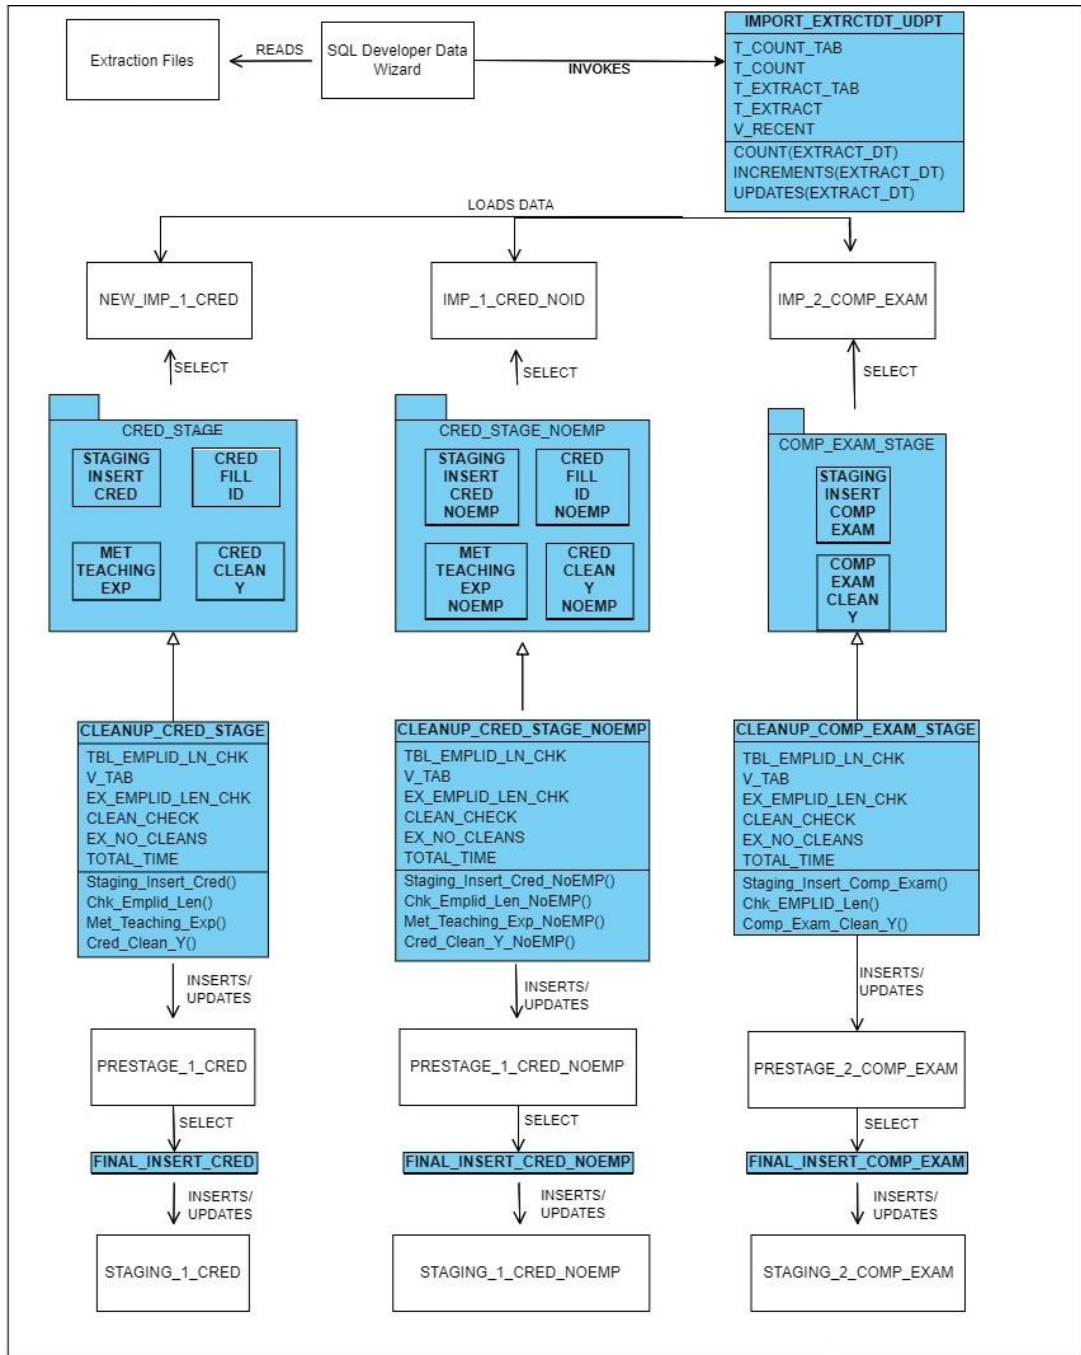 IMPORT_EXTRCTDT_UDPT
T_COUNT_TAB
T_COUNT
T_EXTRACT_TAB
T_EXTRACT
V_RECENT
COUNT(EXTRACT_DT)
INCREMENTS(EXTRACT_DT)
UPDATES(EXTRACT_DT)
Extraction Files
READS
SQL Developer Data
Wizard
INVOKES
LOADS DATA
NEW_IMP_1_CRED
IMP_1_CRED_NOID
IMP_2_COMP_EXAM
SELECT
SELECT
SELECT
CRED_STAGE
STAGING
INSERT
CRED
CRED
FILL
ID
MET
TEACHING
EXP
CRED
CLEAN
Y
CRED_STAGE_NOEMP
STAGING
INSERT
CRED
NOEMP
CRED
FILL
ID
NOEMP
MET
TEACHING
EXP
NOEMP
CRED
CLEAN
Y
NOEMP
COMP_EXAM_STAGE
STAGING
INSERT
COMP
EXAM
COMP
EXAM
CLEAN
Y
CLEANUP_CRED_STAGE
TBL_EMPLID_LN_CHK
V_TAB
EX_EMPLID_LEN_CHK
CLEAN_CHECK
EX_NO_CLEANS
TOTAL_TIME
Staging_Insert_Cred()
Chk_Emplid_Len()
Met_Teaching_Exp()
Cred_Clean_Y()
CLEANUP_CRED_STAGE_NOEMP
TBL_EMPLID_LN_CHK
V_TAB
EX_EMPLID_LEN_CHK
CLEAN_CHECK
EX_NO_CLEANS
TOTAL_TIME
Staging_Insert_Cred_NoEMP()
Chk_Emplid_Len_NoEMP()
Met_Teaching_Exp_NoEMP()
Cred_Clean_Y_NoEMP()
CLEANUP_COMP_EXAM_STAGE
TBL_EMPLID_LN_CHK
V_TAB
EX_EMPLID_LEN_CHK
CLEAN_CHECK
EX_NO_CLEANS
TOTAL_TIME
Staging_Insert_Comp_Exam()
Chk_EMPLID_Len()
Comp_Exam_Clean_Y()
INSERTS/
UPDATES
INSERTS/
UPDATES
INSERTS/
UPDATES
PRESTAGE_1_CRED
PRESTAGE_1_CRED_NOEMP
PRESTAGE_2_COMP_EXAM
SELECT
SELECT
SELECT
FINAL_INSERT_CRED
FINAL_INSERT_CRED_NOEMP
FINAL_INSERT_COMP_EXAM
INSERTS/
UPDATES
INSERTS/
UPDATES
INSERTS/
UPDATES
STAGING_1_CRED
STAGING_1_CRED_NOEMP
STAGING_2_COMP_EXAM